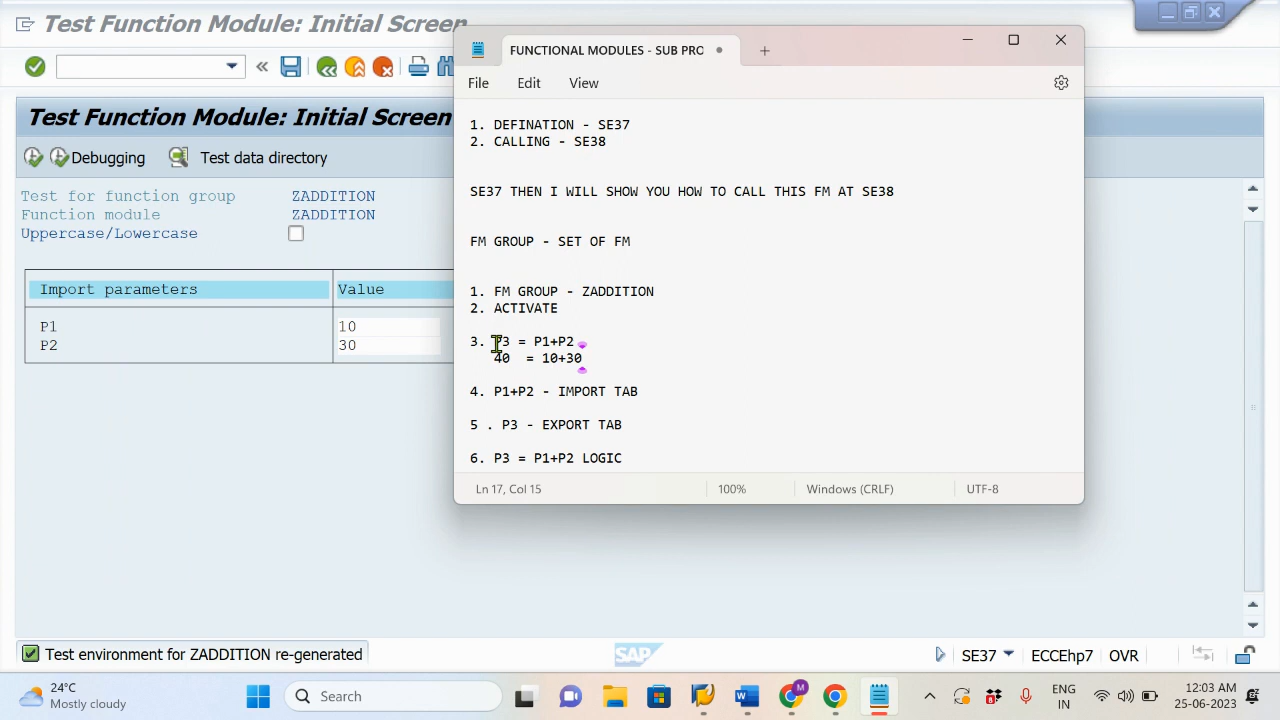 Test Function Module: Initial Screen
FUNCTIONAL MODULES - SUB PRO
File Edit View
Test Function Module: Initial Screen
Debugging Test data directory
Test for function group ZADDITION
Function module ZADDITION
Uppercase/Lowercase
Import parameters Value
P1 10
P2 30
1. DEFINATION - SE37
2. CALLING - SE38
SE37 THEN I WILL SHOW YOU HOW TO CALL THIS FM AT SE38
FM GROUP - SET OF FM
1. FM GROUP - ZADDITION
2. ACTIVATE
3. P3 = P1+P2
40 = 10+30
4. P1+P2 - IMPORT TAB
5 . P3 - EXPORT TAB
6. P3 = P1+P2 LOGIC
Ln 17, Col 15 100% Windows (CRLF) UTF-8
Test environment for ZADDITION re-generated
SAP
SE37 ECCEhp7 OVR
24°C
Mostly cloudy
Search
M
ENG
IN
12:03 AM
25-06-2023